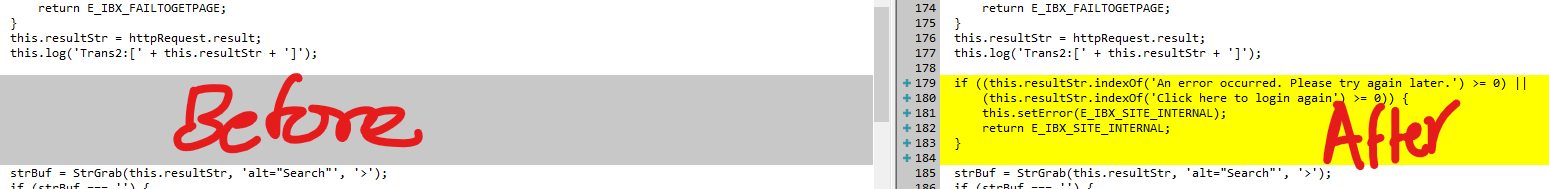 return E_IBX_FAILTOGETPAGE;
}
this.resultStr = httpRequest.result;
this.log('Trans2:[' + this.resultStr + ']');
Before
strBuf = StrGrab(this.resultStr, 'alt="Search"', '>');
if (strBuf === '') {
174 return E_IBX_FAILTOGETPAGE;
175 }
176 this.resultStr = httpRequest.result;
177 this.log('Trans2:[' + this.resultStr + ']');
178
+ 179 if ((this.resultStr.indexOf('An error occurred. Please try again later.') >= 0) ||
+ 180 (this.resultStr.indexOf('Click here to login again') >= 0)) {
+ 181 this.setError(E_IBX_SITE_INTERNAL);
+ 182 return E_IBX_SITE_INTERNAL;
+ 183 }
+ 184
After
185 strBuf = StrGrab(this.resultStr, 'alt="Search"', '>');
186 if (strBuf === '') {